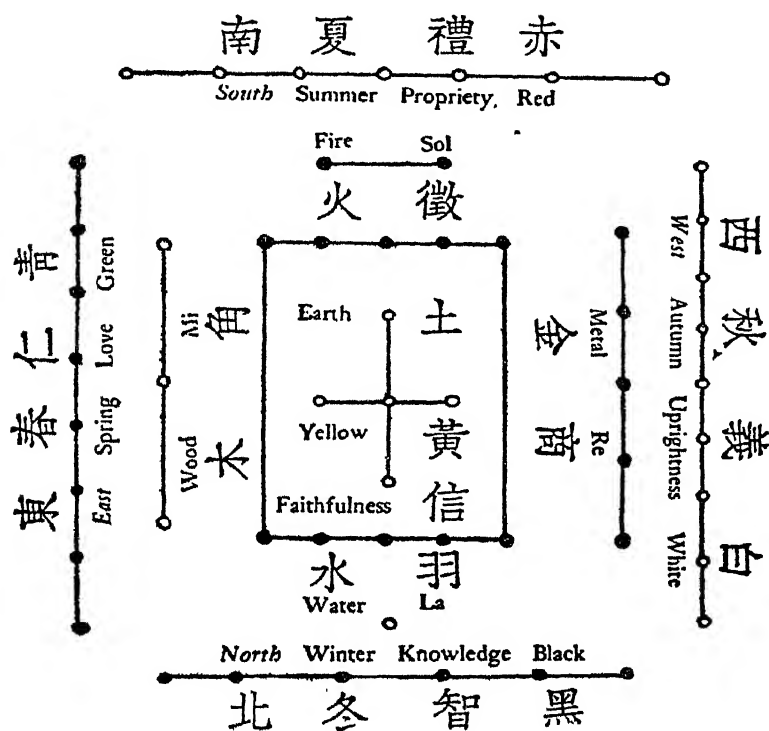 南 夏 禮 赤
South Summer Propriety, Red
Fire Sol
火 徵
青 仁 春 東
Green Love Spring East
Mi Wood
角 木
Earth 土
Yellow 黃
Faithfulness 信
金 商
Metal Re
West Autumn Uprightness White
西 秋 義 白
水 羽
Water La
North Winter Knowledge Black
北 冬 智 黑